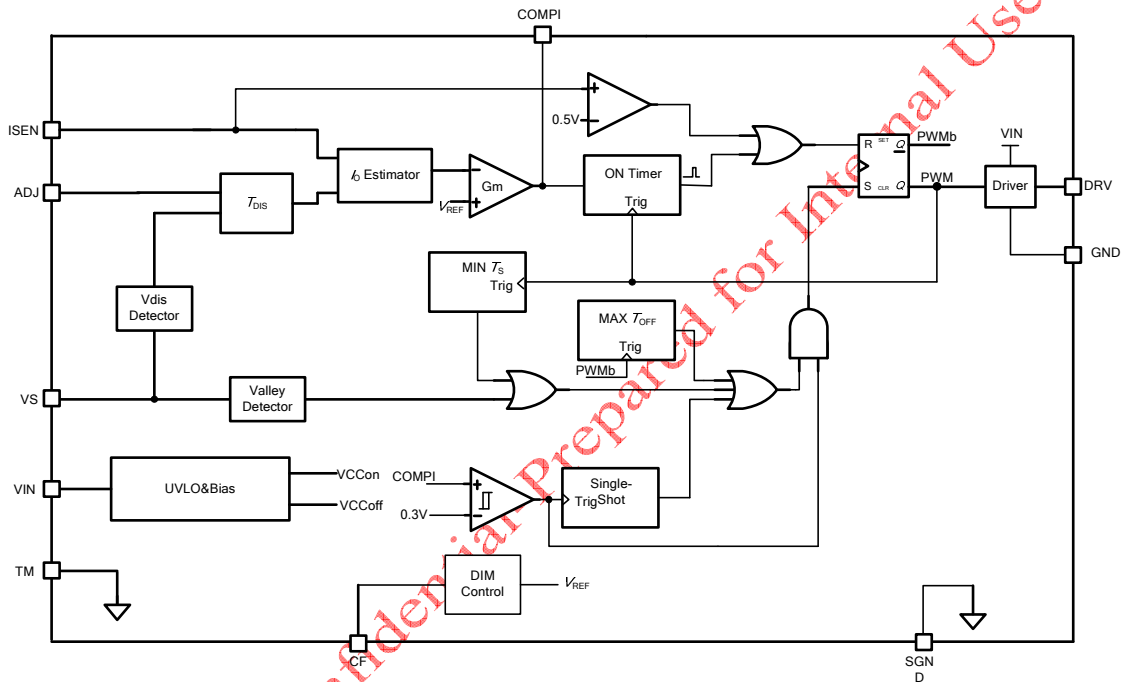 COMPI
ISEN
0.5V
ADJ
I_O Estimator
T_DIS
Gm
V_REF
ON Timer
Trig
R SET Q
PWMb
S CLR Q
PWM
VIN
Driver
DRV
GND
MIN T_S
Trig
Vdis
Detector
MAX T_OFF
Trig
PWMb
VS
Valley
Detector
VIN
UVLO&Bias
VCCon
VCCoff
COMPI
0.3V
Single-
TrigShot
TM
DIM
Control
V_REF
CF
SGN
D
nfidencial-Prepared for Internal Use